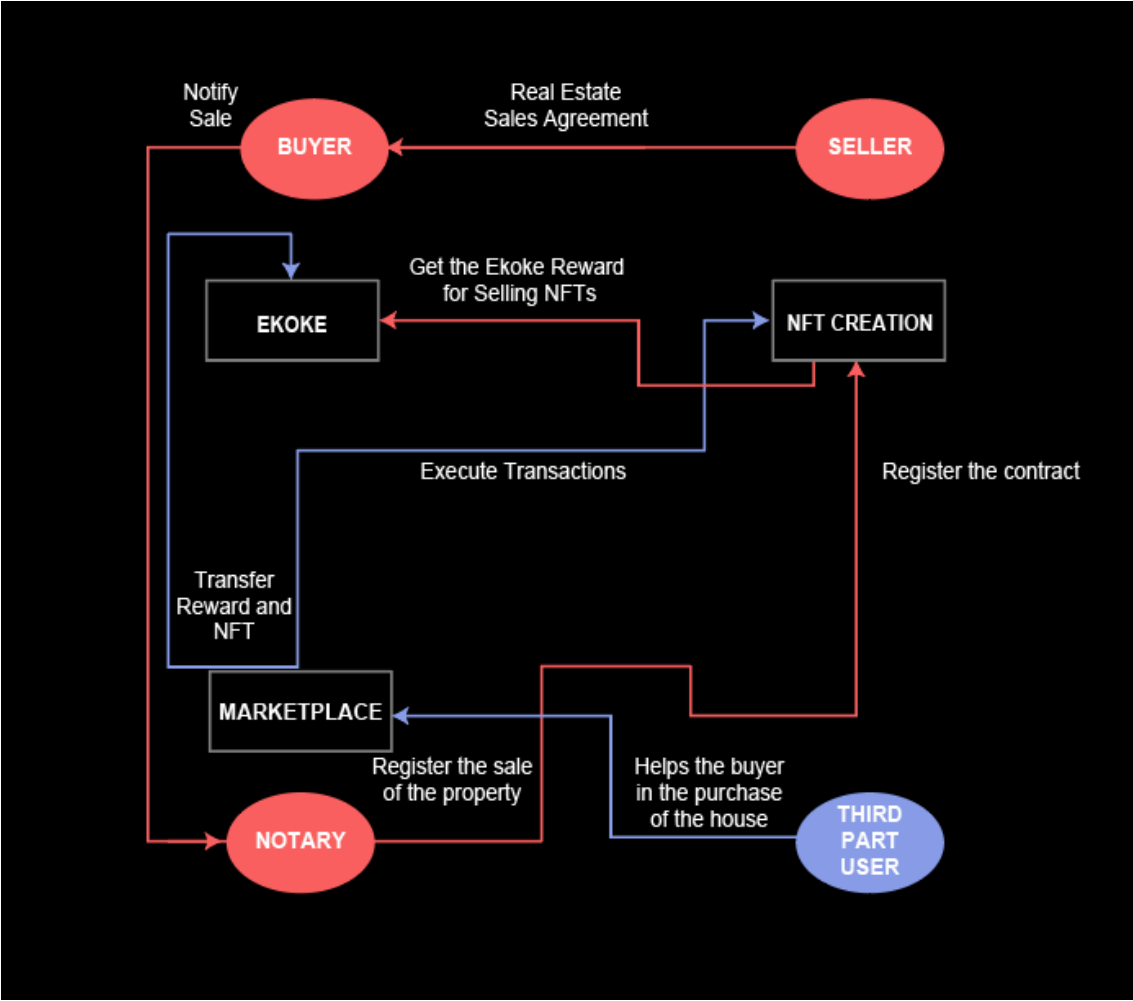 Notify
Sale
Real Estate
Sales Agreement
BUYER
SELLER
Get the Ekoke Reward
for Selling NFTs
EKOKE
NFT CREATION
Execute Transactions
Register the contract
Transfer
Reward and
NFT
MARKETPLACE
Register the sale
of the property
Helps the buyer
in the purchase
of the house
NOTARY
THIRD
PART
USER